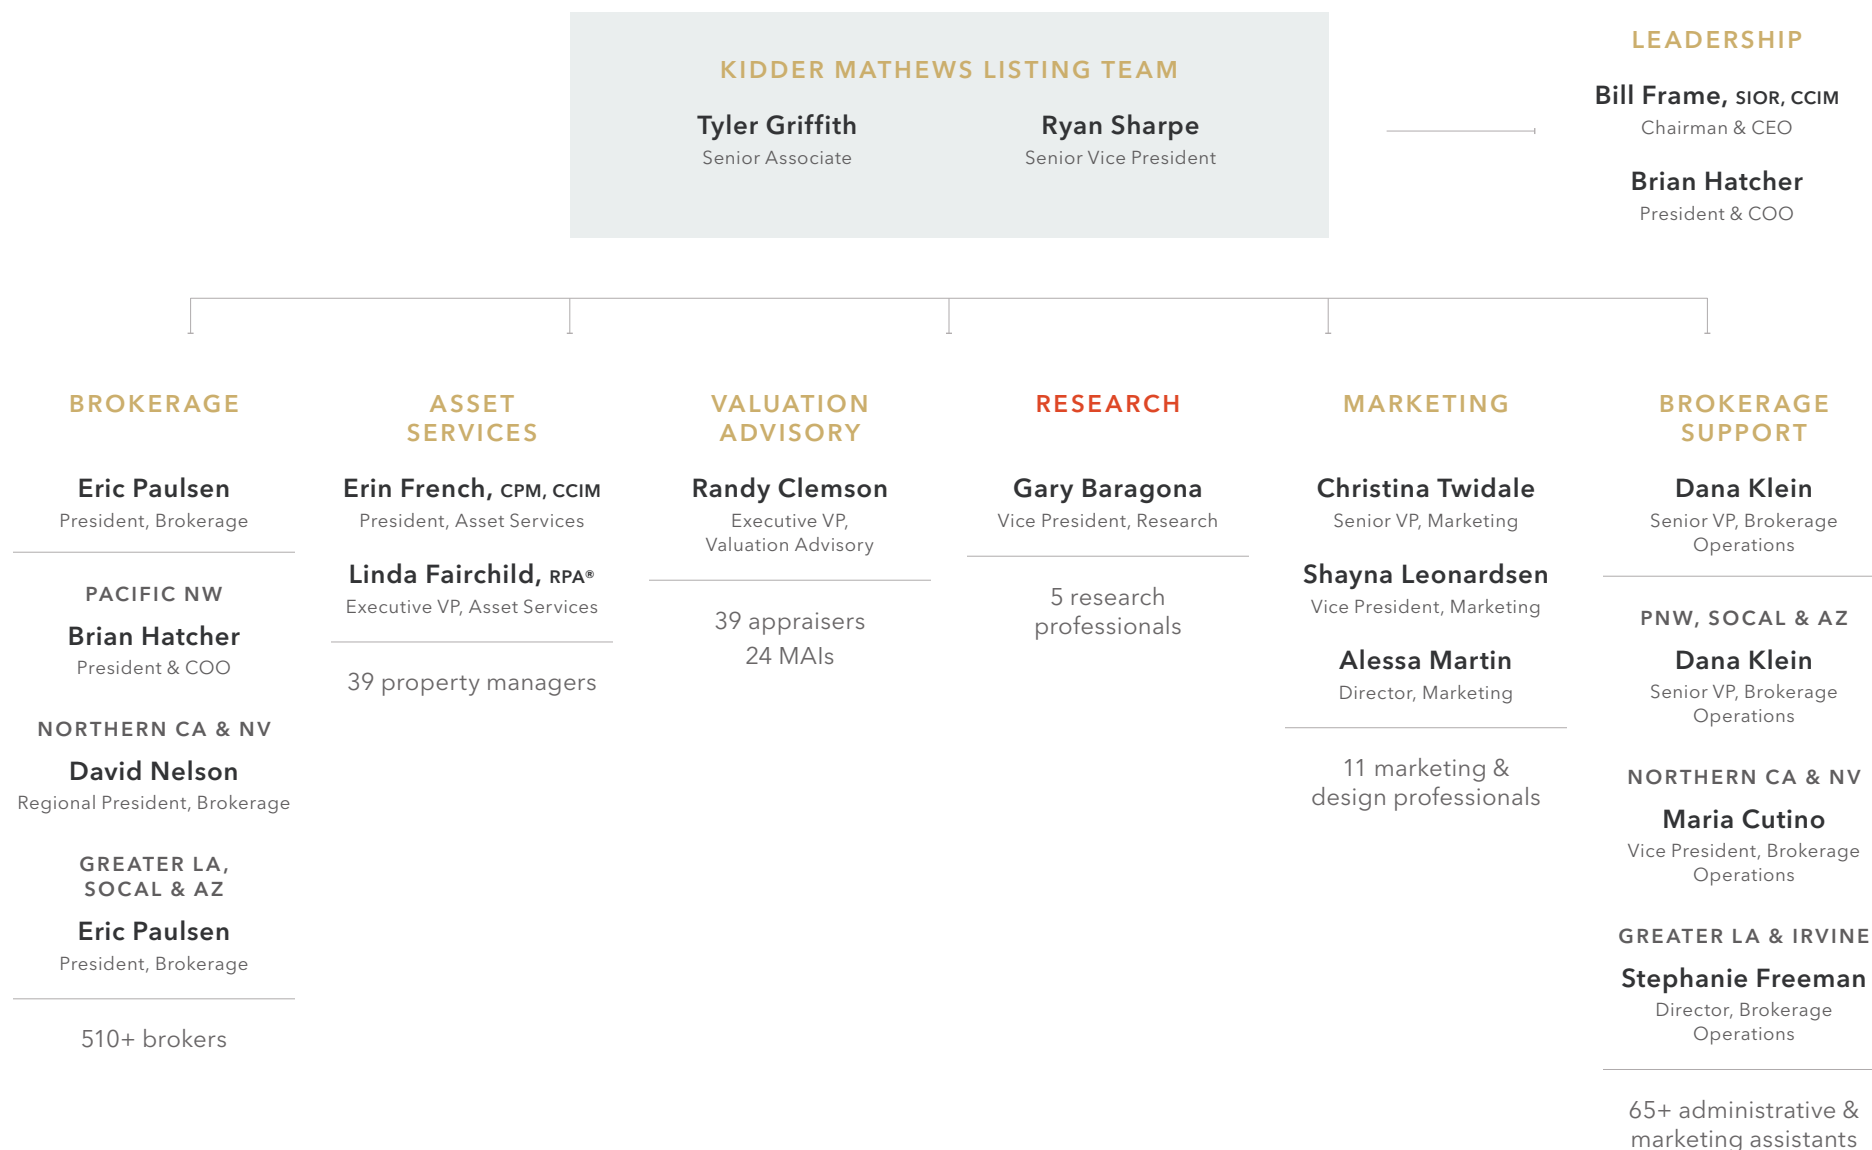 KIDDER MATHEWS LISTING TEAM
Tyler Griffith
Senior Associate
Ryan Sharpe
Senior Vice President
LEADERSHIP
Bill Frame, SIOR, CCIM
Chairman & CEO
Brian Hatcher
President & COO
BROKERAGE
Eric Paulsen
President, Brokerage
PACIFIC NW
Brian Hatcher
President & COO
NORTHERN CA & NV
David Nelson
Regional President, Brokerage
GREATER LA,
SOCAL & AZ
Eric Paulsen
President, Brokerage
510+ brokers
ASSET
SERVICES
Erin French, CPM, CCIM
President, Asset Services
Linda Fairchild, RPA®
Executive VP, Asset Services
39 property managers
VALUATION
ADVISORY
Randy Clemson
Executive VP,
Valuation Advisory
39 appraisers
24 MAIs
RESEARCH
Gary Baragona
Vice President, Research
5 research
professionals
MARKETING
Christina Twidale
Senior VP, Marketing
Shayna Leonardsen
Vice President, Marketing
Alessa Martin
Director, Marketing
11 marketing &
design professionals
BROKERAGE
SUPPORT
Dana Klein
Senior VP, Brokerage
Operations
PNW, SOCAL & AZ
Dana Klein
Senior VP, Brokerage
Operations
NORTHERN CA & NV
Maria Cutino
Vice President, Brokerage
Operations
GREATER LA & IRVINE
Stephanie Freeman
Director, Brokerage
Operations
65+ administrative &
marketing assistants